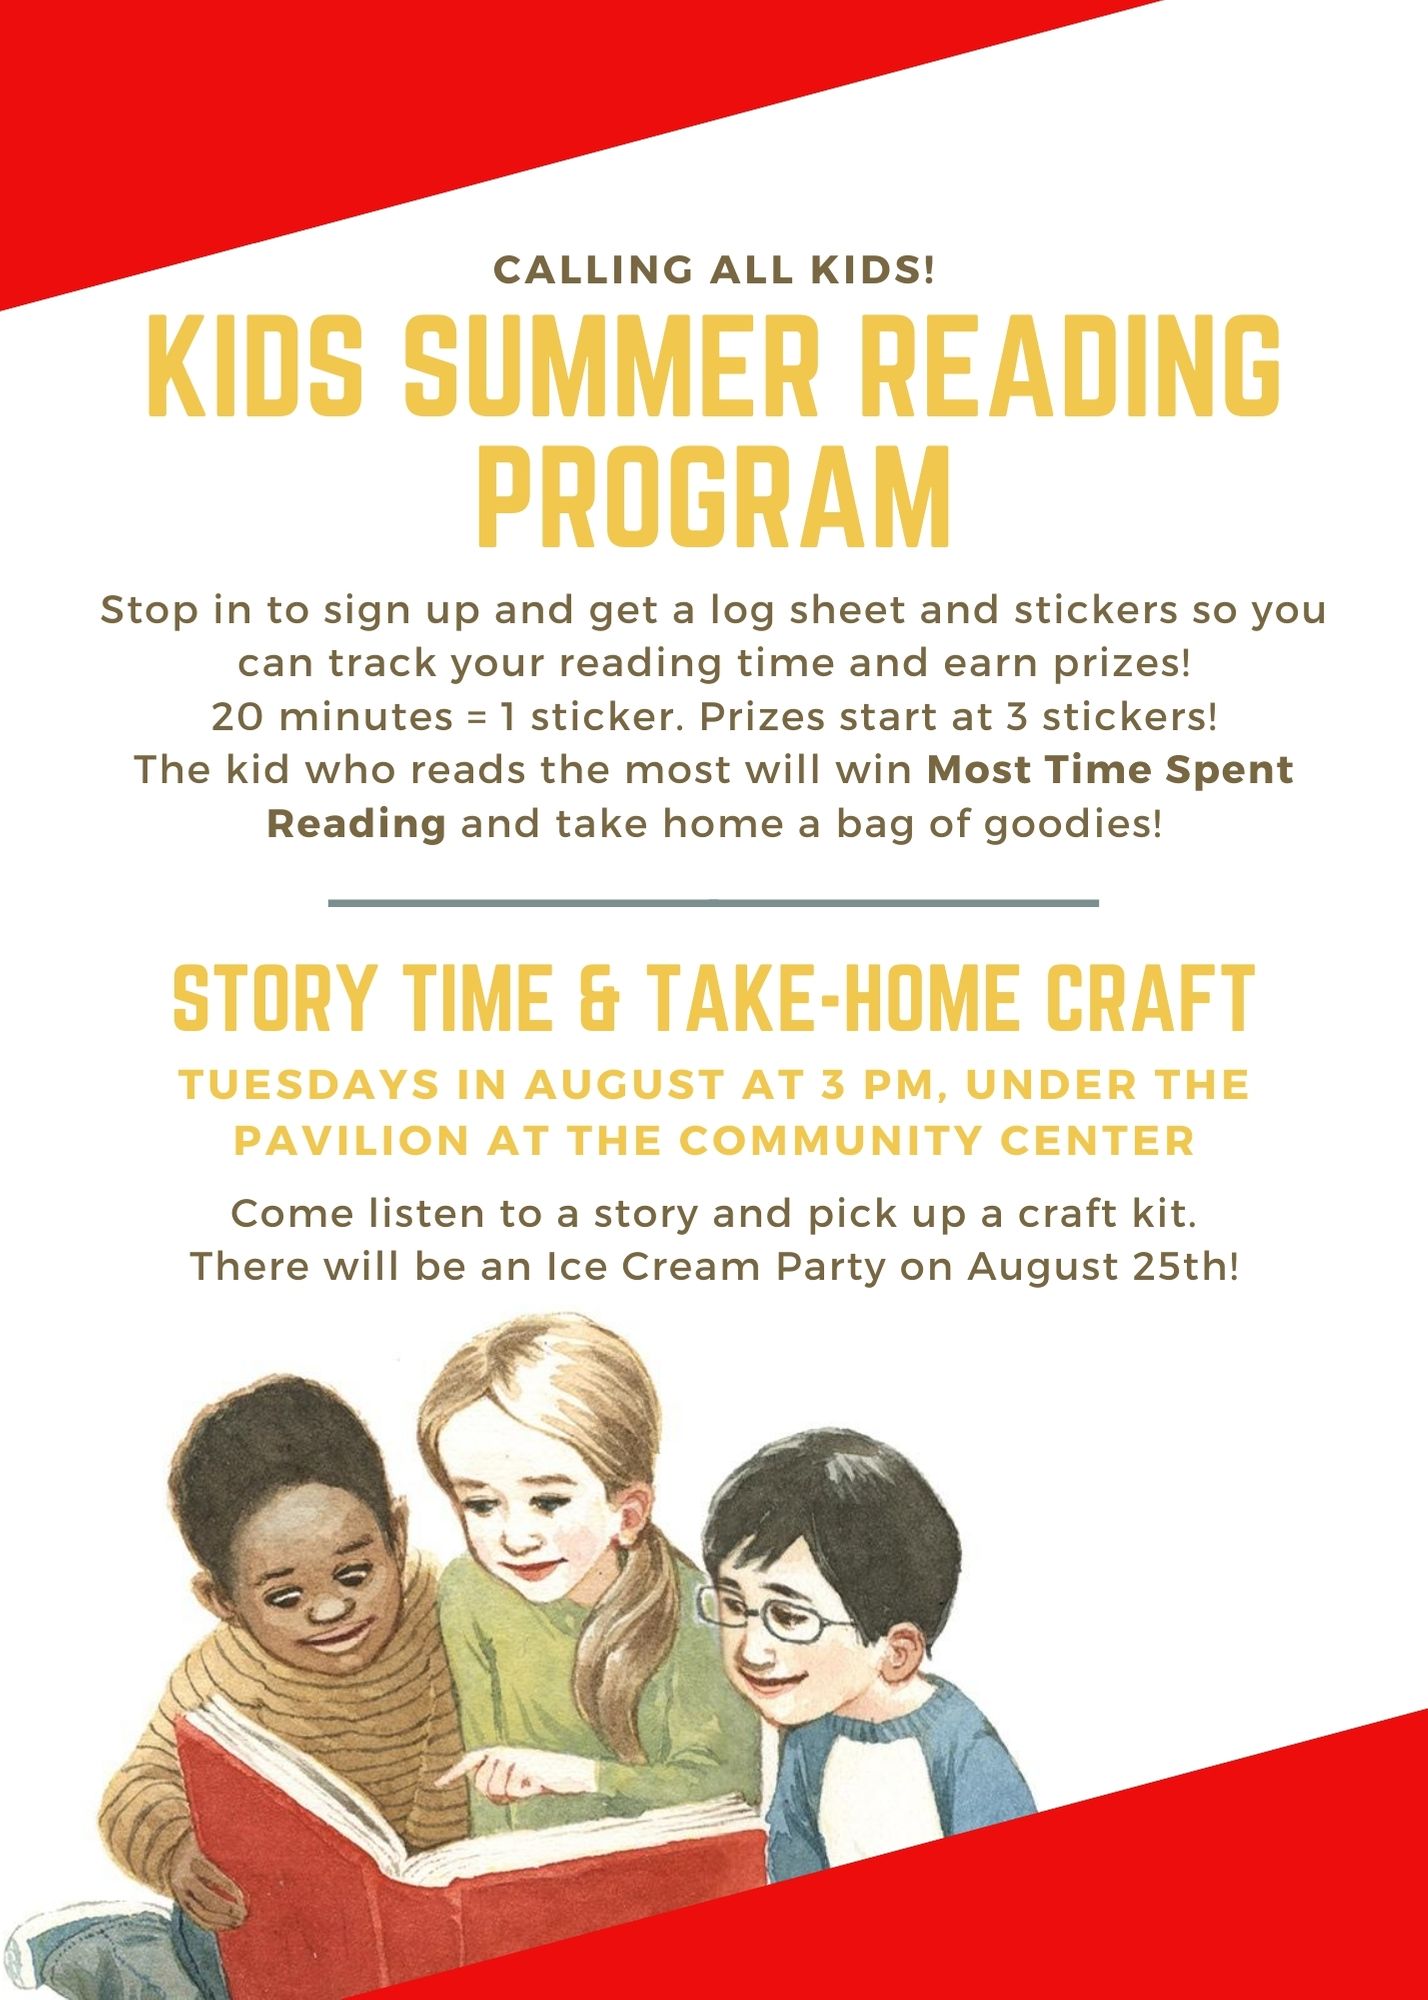 CALLING ALL KIDS!
KIDS SUMMER READING
PROGRAM
Stop in to sign up and get a log sheet and stickers so you
can track your reading time and earn prizes!
20 minutes = 1 sticker. Prizes start at 3 stickers!
The kid who reads the most will win Most Time Spent
Reading and take home a bag of goodies!
STORY TIME & TAKE-HOME CRAFT
TUESDAYS IN AUGUST AT 3 PM, UNDER THE
PAVILION AT THE COMMUNITY CENTER
Come listen to a story and pick up a craft kit.
There will be an Ice Cream Party on August 25th!